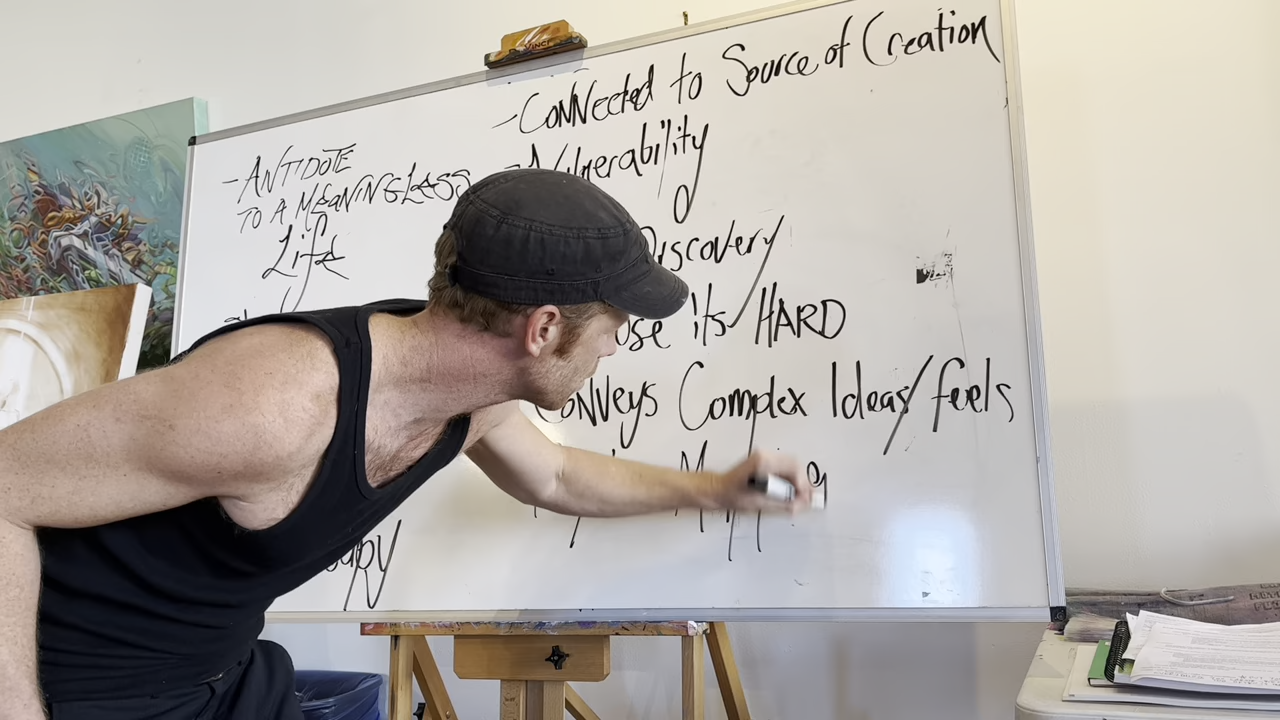 - CONNected to Source of Creation
- ANTIDOTE
TO A MeaNiNGLess
Life
- Vulnerability
Discovery
its HARD
CoNVeys Complex Ideas/feels